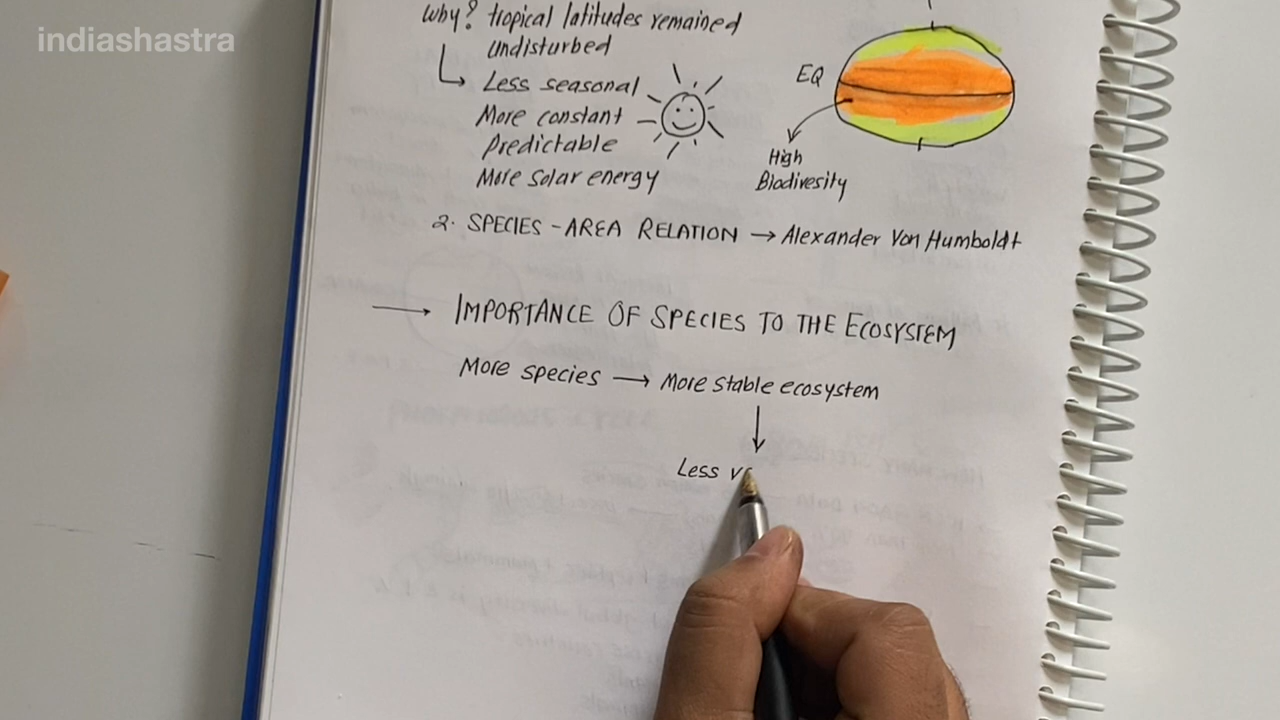 indiashastra
Why? tropical latitudes remained
undisturbed
Less seasonal
More constant
Predictable
More solar energy
EQ
High
Biodivesity
2. SPECIES - AREA RELATION → Alexander Von Humboldt
→ IMPORTANCE OF SPECIES TO THE ECOSYSTEM
More species → More stable ecosystem
Less